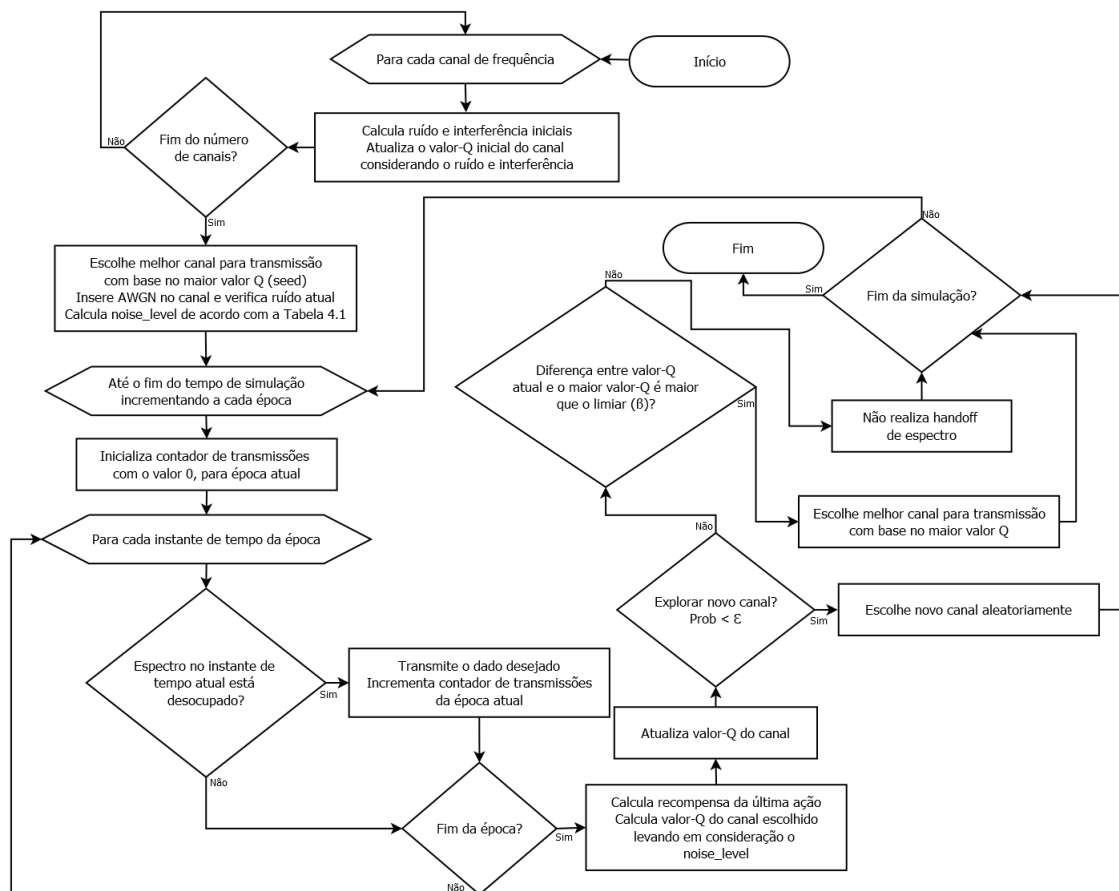 Início
Para cada canal de frequência
Calcula ruído e interferência iniciais
Atualiza o valor-Q inicial do canal
considerando o ruído e interferência
Fim do número
de canais?
Não
Sim
Escolhe melhor canal para transmissão
com base no maior valor Q (seed)
Insere AWGN no canal e verifica ruído atual
Calcula noise_level de acordo com a Tabela 4.1
Até o fim do tempo de simulação
incrementando a cada época
Inicializa contador de transmissões
com o valor 0, para época atual
Para cada instante de tempo da época
Espectro no instante de
tempo atual está
desocupado?
Sim
Não
Transmite o dado desejado
Incrementa contador de transmissões
da época atual
Fim da época?
Sim
Não
Calcula recompensa da última ação
Calcula valor-Q do canal escolhido
levando em consideração o
noise_level
Atualiza valor-Q do canal
Explorar novo canal?
Prob < Ɛ
Não
Sim
Escolhe novo canal aleatoriamente
Diferença entre valor-Q
atual e o maior valor-Q é maior
que o limiar (β)?
Não
Sim
Não realiza handoff
de espectro
Escolhe melhor canal para transmissão
com base no maior valor Q
Fim da simulação?
Não
Sim
Fim